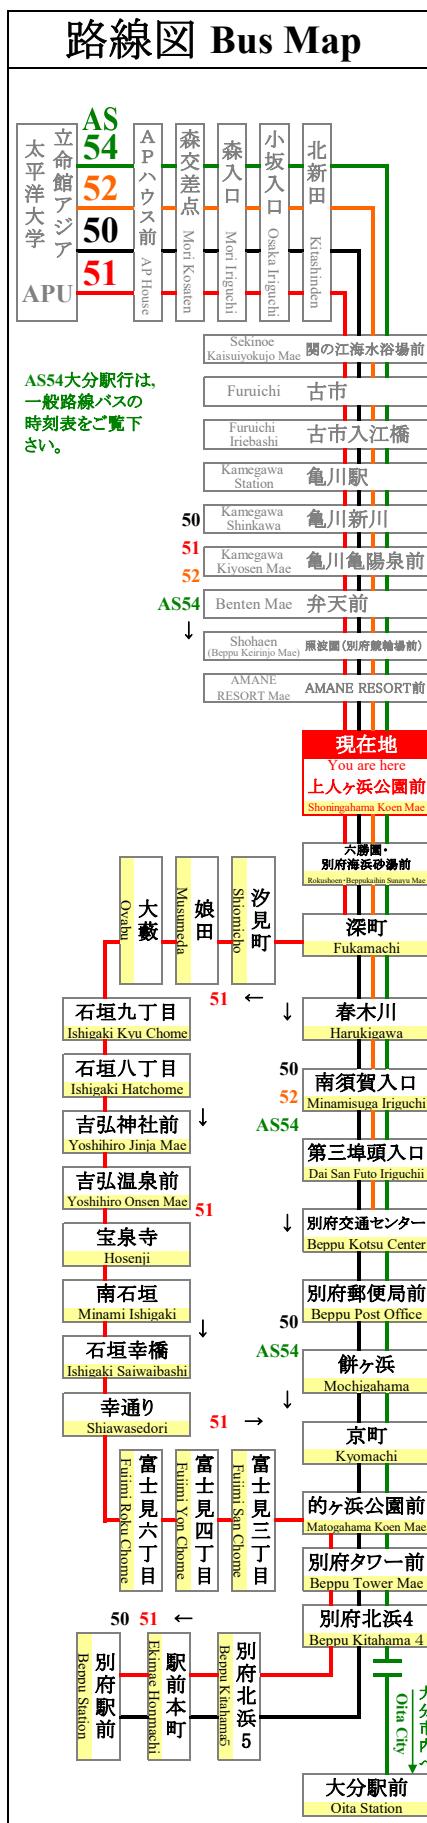 路線図 Bus Map
立命館アジア
太平洋大学
APU
AS
54
52
50
51
APハウス前
AP House
森交差点
Mori Kosaten
森入口
Mori Iriguchi
小坂入口
Osaka Iriguchi
北新田
Kitashinden
AS54大分駅行は、
一般路線バスの
時刻表をご覧下
さい。
Sekinoe
Kaisuiyokujo Mae
関の江海水浴場前
Furuichi
古市
Furuichi
Iriebashi
古市入江橋
Kamegawa
Station
亀川駅
50
Kamegawa
Shinkawa
亀川新川
51
52
Kamegawa
Kiyosen Mae
亀川亀陽泉前
AS54
↓
Benten Mae
弁天前
Shohaen
(Beppu Keirinjo Mae)
照波園(別府競輪場前)
AMANE
RESORT Mae
AMANE RESORT前
現在地
You are here
上人ヶ浜公園前
Shoningahama Koen Mae
六勝園・
別府海浜砂湯前
Rokushoen・Beppukaihin Sunayu Mae
深町
Fukamachi
汐見町
Shiomicho
娘田
Musumeda
大藪
Oyabu
51 ←
石垣九丁目
Ishigaki Kyu Chome
石垣八丁目
Ishigaki Hatchome
吉弘神社前
Yoshihiro Jinja Mae
↓
吉弘温泉前
Yoshihiro Onsen Mae
51
宝泉寺
Hosenji
南石垣
Minami Ishigaki
↓
石垣幸橋
Ishigaki Saiwaibashi
幸通り
Shiawasedori
51 →
富士見六丁目
Fujimi Roku Chome
富士見四丁目
Fujimi Yon Chome
富士見三丁目
Fujimi San Chome
↓
春木川
Harukigawa
50
52
AS54
南須賀入口
Minamisuga Iriguchi
第三埠頭入口
Dai San Futo Iriguchii
↓
別府交通センター
Beppu Kotsu Center
別府郵便局前
Beppu Post Office
50
AS54
↓
餅ヶ浜
Mochigahama
京町
Kyomachi
的ヶ浜公園前
Matogahama Koen Mae
別府タワー前
Beppu Tower Mae
別府北浜4
Beppu Kitahama 4
50 51 ←
別府北浜5
Beppu Kitahama5
駅前本町
Ekimae Honmachi
別府駅前
Beppu Station
大分市内へ
Oita City
大分駅前
Oita Station